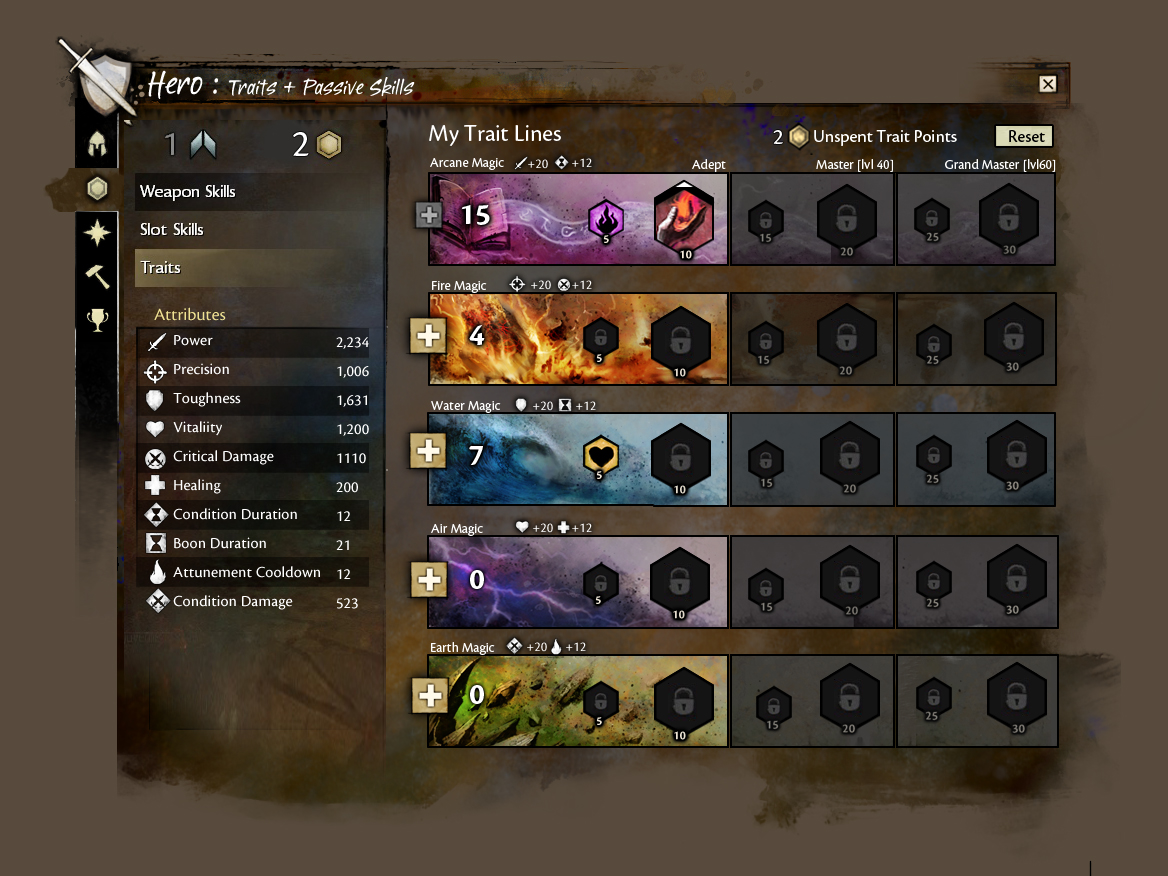 Hero : Traits + Passive Skills
1 2
Weapon Skills
Slot Skills
Traits
Attributes
Power 2,234
Precision 1,006
Toughness 1,631
Vitaliity 1,200
Critical Damage 1110
Healing 200
Condition Duration 12
Boon Duration 21
Attunement Cooldown 12
Condition Damage 523
My Trait Lines
2 Unspent Trait Points Reset
Arcane Magic +20 +12 Adept Master [lvl 40] Grand Master [lvl60]
15 5 10 15 20 25 30
Fire Magic +20 +12
4 5 10 15 20 25 30
Water Magic +20 +12
7 5 10 15 20 25 30
Air Magic +20 +12
0 5 10 15 20 25 30
Earth Magic +20 +12
0 5 10 15 20 25 30